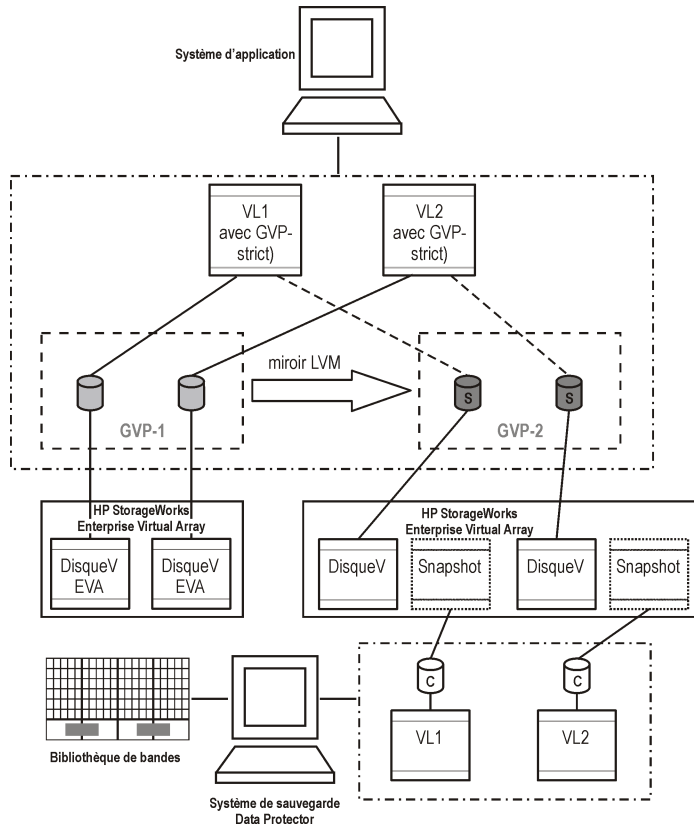 Système d'application
VL1
avec GVP-
strict)
VL2
avec GVP-
strict)
miroir LVM
S
S
GVP-1
GVP-2
HP StorageWorks
Enterprise Virtual Array
HP StorageWorks
Enterprise Virtual Array
DisqueV
EVA
DisqueV
EVA
DisqueV
Snapshot
DisqueV
Snapshot
C
C
VL1
VL2
Bibliothèque de bandes
Système de sauvegarde
Data Protector